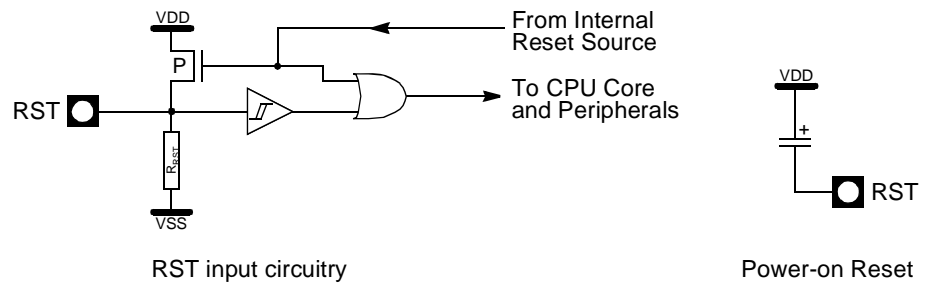 VDD
From Internal
Reset Source
P
To CPU Core
and Peripherals
RST
RRST
VSS
VDD
+
RST
RST input circuitry
Power-on Reset